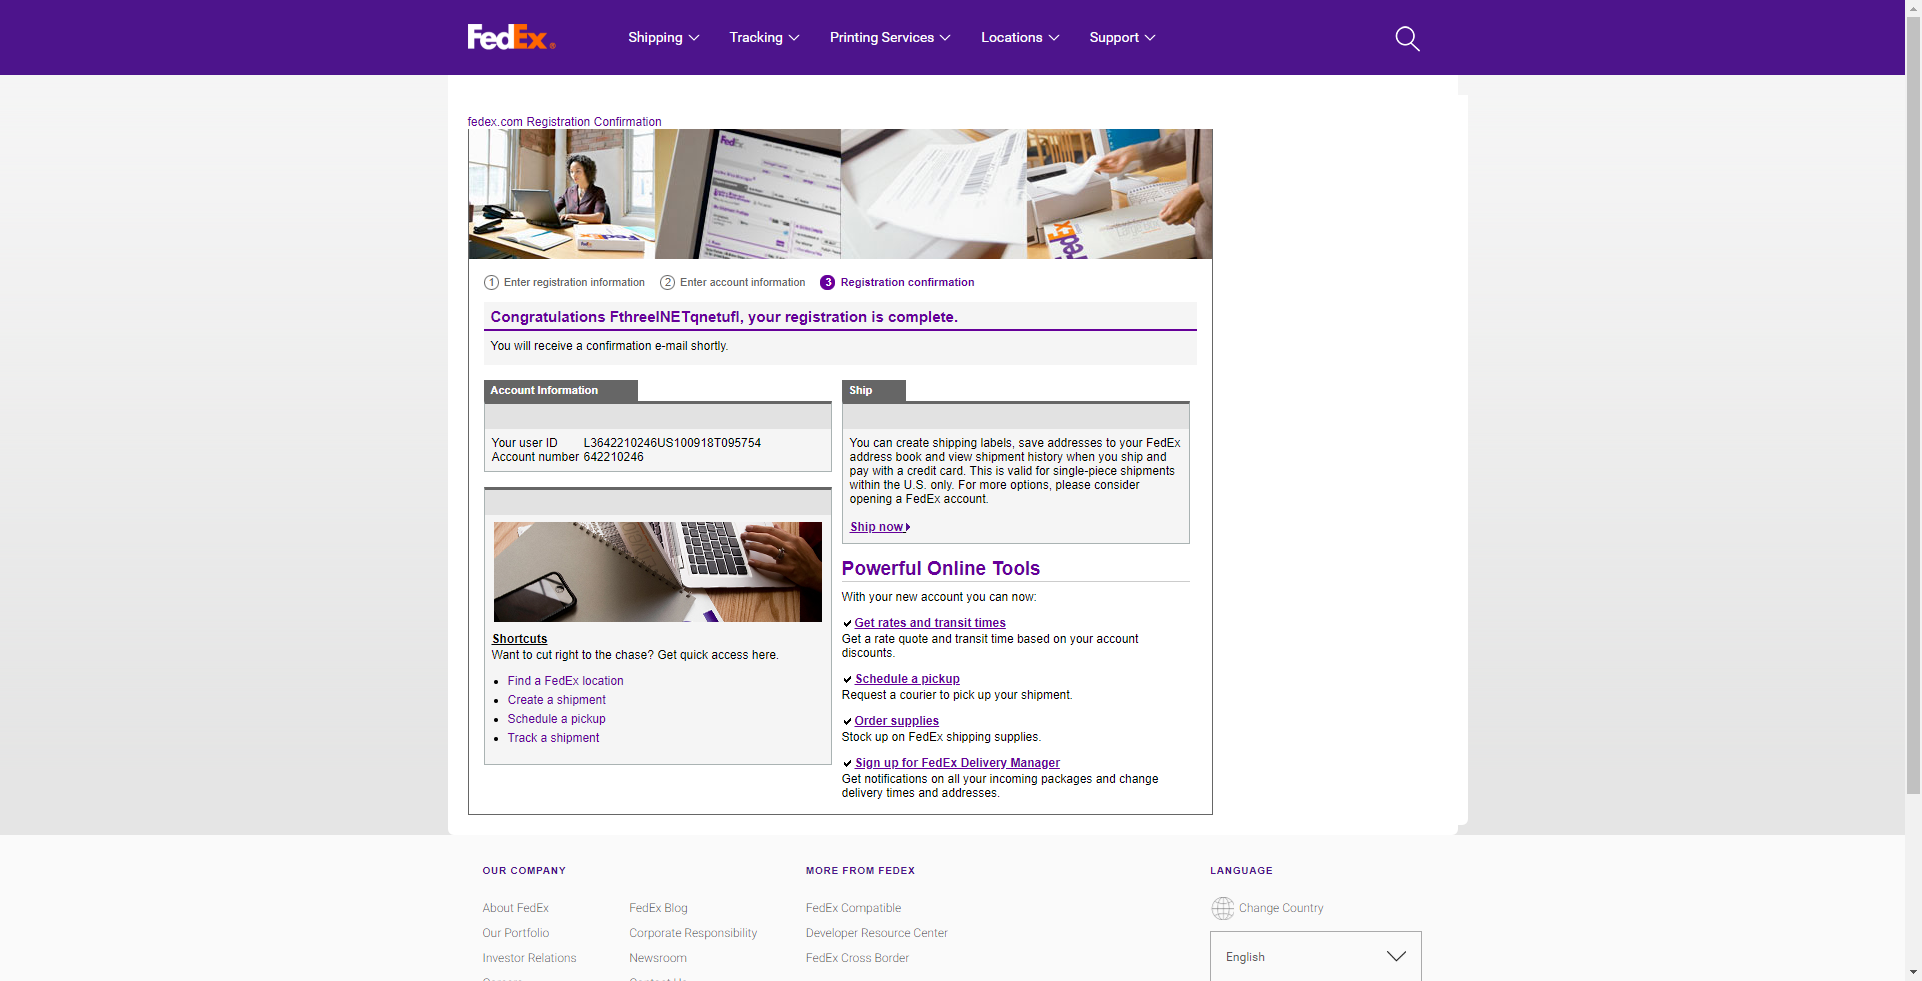 FedEx®
Shipping
Tracking
Printing Services
Locations
Support
fedex.com Registration Confirmation
FedEx
FedEx
FedEx
1 Enter registration information
2 Enter account information
3 Registration confirmation
Congratulations FthreeINETqnetufl, your registration is complete.
You will receive a confirmation e-mail shortly.
Account Information
Your user ID L3642210246US100918T095754
Account number 642210246
Shortcuts
Want to cut right to the chase? Get quick access here.
Find a FedEx location
Create a shipment
Schedule a pickup
Track a shipment
Ship
You can create shipping labels, save addresses to your FedEx
address book and view shipment history when you ship and
pay with a credit card. This is valid for single-piece shipments
within the U.S. only. For more options, please consider
opening a FedEx account.
Ship now
Powerful Online Tools
With your new account you can now:
Get rates and transit times
Get a rate quote and transit time based on your account
discounts.
Schedule a pickup
Request a courier to pick up your shipment.
Order supplies
Stock up on FedEx shipping supplies.
Sign up for FedEx Delivery Manager
Get notifications on all your incoming packages and change
delivery times and addresses.
OUR COMPANY
About FedEx
Our Portfolio
Investor Relations
FedEx Blog
Corporate Responsibility
Newsroom
MORE FROM FEDEX
FedEx Compatible
Developer Resource Center
FedEx Cross Border
LANGUAGE
Change Country
English